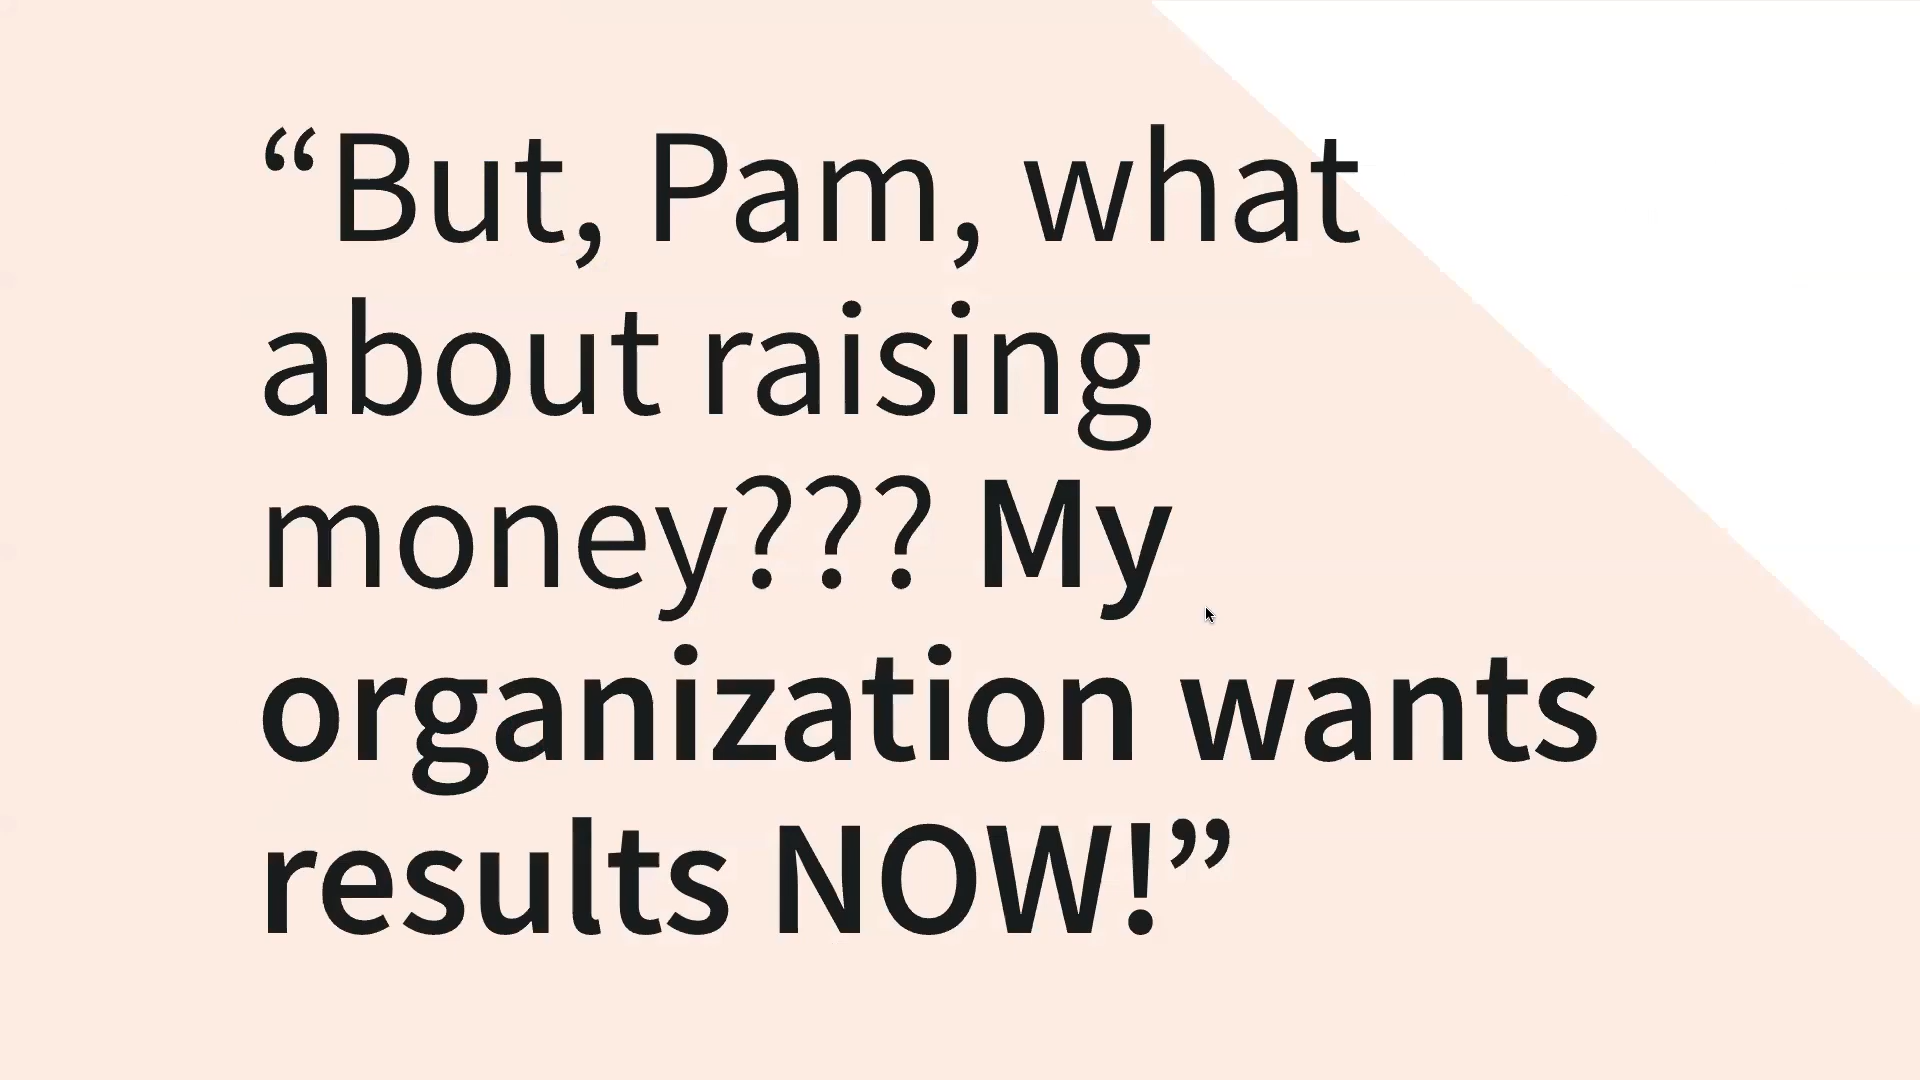 “But, Pam, what
about raising
money??? My
organization wants
results NOW!”